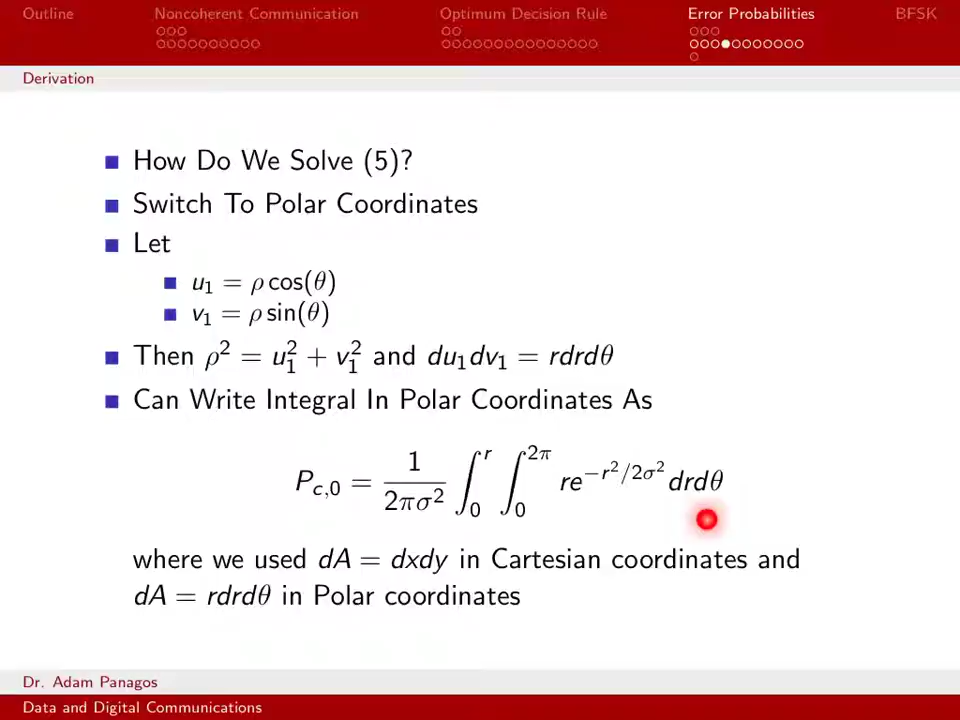 Outline Noncoherent Communication Optimum Decision Rule Error Probabilities BFSK
Derivation
How Do We Solve (5)?
Switch To Polar Coordinates
Let
u₁ = ρ cos(θ)
v₁ = ρ sin(θ)
Then ρ² = u₁² + v₁² and du₁dv₁ = rdrdθ
Can Write Integral In Polar Coordinates As
P_{c,0} = \frac{1}{2πσ²} ∫_0^r ∫_0^{2π} re^{−r²/2σ²} drdθ
where we used dA = dxdy in Cartesian coordinates and
dA = rdrdθ in Polar coordinates
Dr. Adam Panagos
Data and Digital Communications